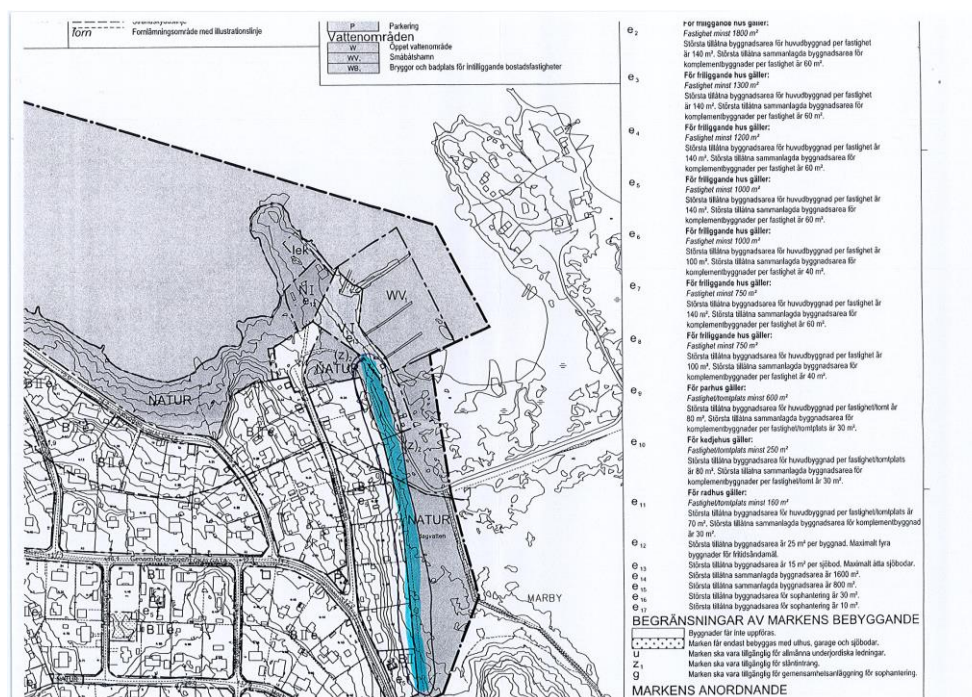 forn Fornlämningsområde med illustrationslinje
P Parkering
Vattenområden
W Öppet vattenområde
WV₁ Småbåtshamn
WB₁ Bryggor och badplats för intilliggande bostadsfastigheter
lek
N I
e₁₃
WV₁
(z)₁
NATUR
NATUR
(z)₁
NATUR
dagvatten
MARBY
NATUR
e₂ För friliggande hus gäller:
Fastighet minst 1800 m²
Största tillåtna byggnadsarea för huvudbyggnad per fastighet
är 140 m². Största tillåtna sammanlagda byggnadsarea för
komplementbyggnader per fastighet är 60 m².
e₃ För friliggande hus gäller:
Fastighet minst 1300 m²
Största tillåtna byggnadsarea för huvudbyggnad per fastighet
är 140 m². Största tillåtna sammanlagda byggnadsarea för
komplementbyggnader per fastighet är 60 m².
e₄ För friliggande hus gäller:
Fastighet minst 1200 m²
Största tillåtna byggnadsarea för huvudbyggnad per fastighet är
140 m². Största tillåtna sammanlagda byggnadsarea för
komplementbyggnader per fastighet är 60 m².
e₅ För friliggande hus gäller:
Fastighet minst 1000 m²
Största tillåtna byggnadsarea för huvudbyggnad per fastighet är
140 m². Största tillåtna sammanlagda byggnadsarea för
komplementbyggnader per fastighet är 60 m².
e₆ För friliggande hus gäller:
Fastighet minst 1000 m²
Största tillåtna byggnadsarea för huvudbyggnad per fastighet är
100 m². Största tillåtna sammanlagda byggnadsarea för
komplementbyggnader per fastighet är 40 m².
e₇ För friliggande hus gäller:
Fastighet minst 750 m²
Största tillåtna byggnadsarea för huvudbyggnad per fastighet är
140 m². Största tillåtna sammanlagda byggnadsarea för
komplementbyggnader per fastighet är 60 m².
e₈ För friliggande hus gäller:
Fastighet minst 750 m²
Största tillåtna byggnadsarea för huvudbyggnad per fastighet är
100 m². Största tillåtna sammanlagda byggnadsarea för
komplementbyggnader per fastighet är 40 m².
e₉ För parhus gäller:
Fastighet/tomtplats minst 600 m²
Största tillåtna byggnadsarea för huvudbyggnad per fastighet/tomt är
80 m². Största tillåtna sammanlagda byggnadsarea för
komplementbyggnader per fastighet/tomtplats är 30 m².
e₁₀ För kedjehus gäller:
Fastighet/tomtplats minst 250 m²
Största tillåtna byggnadsarea för huvudbyggnad per fastighet/tomtplats
är 80 m². Största tillåtna sammanlagda byggnadsarea för
komplementbyggnader per fastighet/tomt är 30 m².
e₁₁ För radhus gäller:
Fastighet/tomtplats minst 160 m²
Största tillåtna byggnadsarea för huvudbyggnad per fastighet/tomtplats är
70 m². Största tillåtna sammanlagda byggnadsarea för komplementbyggnad
är 30 m².
e₁₂ Största tillåtna byggnadsarea är 25 m² per byggnad. Maximalt fyra
byggnader för fritidsändamål.
e₁₃ Största tillåtna byggnadsarea är 15 m² per sjöbod. Maximalt åtta sjöbodar.
e₁₄ Största tillåtna sammanlagda byggnadsarea är 1600 m².
e₁₅ Största tillåtna sammanlagda byggnadsarea är 800 m².
e₁₆ Största tillåtna byggnadsarea för sophantering är 30 m².
e₁₇ Största tillåtna byggnadsarea för sophantering är 10 m².
BEGRÄNSNINGAR AV MARKENS BEBYGGANDE
Byggnader får inte uppföras.
Marken får endast bebyggas med uthus, garage och sjöbodar.
u Marken ska vara tillgänglig för allmänna underjordiska ledningar.
z₁ Marken ska vara tillgänglig för släntintrång.
g Marken ska vara tillgänglig för gemensamhetsanläggning för sophantering.
MARKENS ANORDNANDE